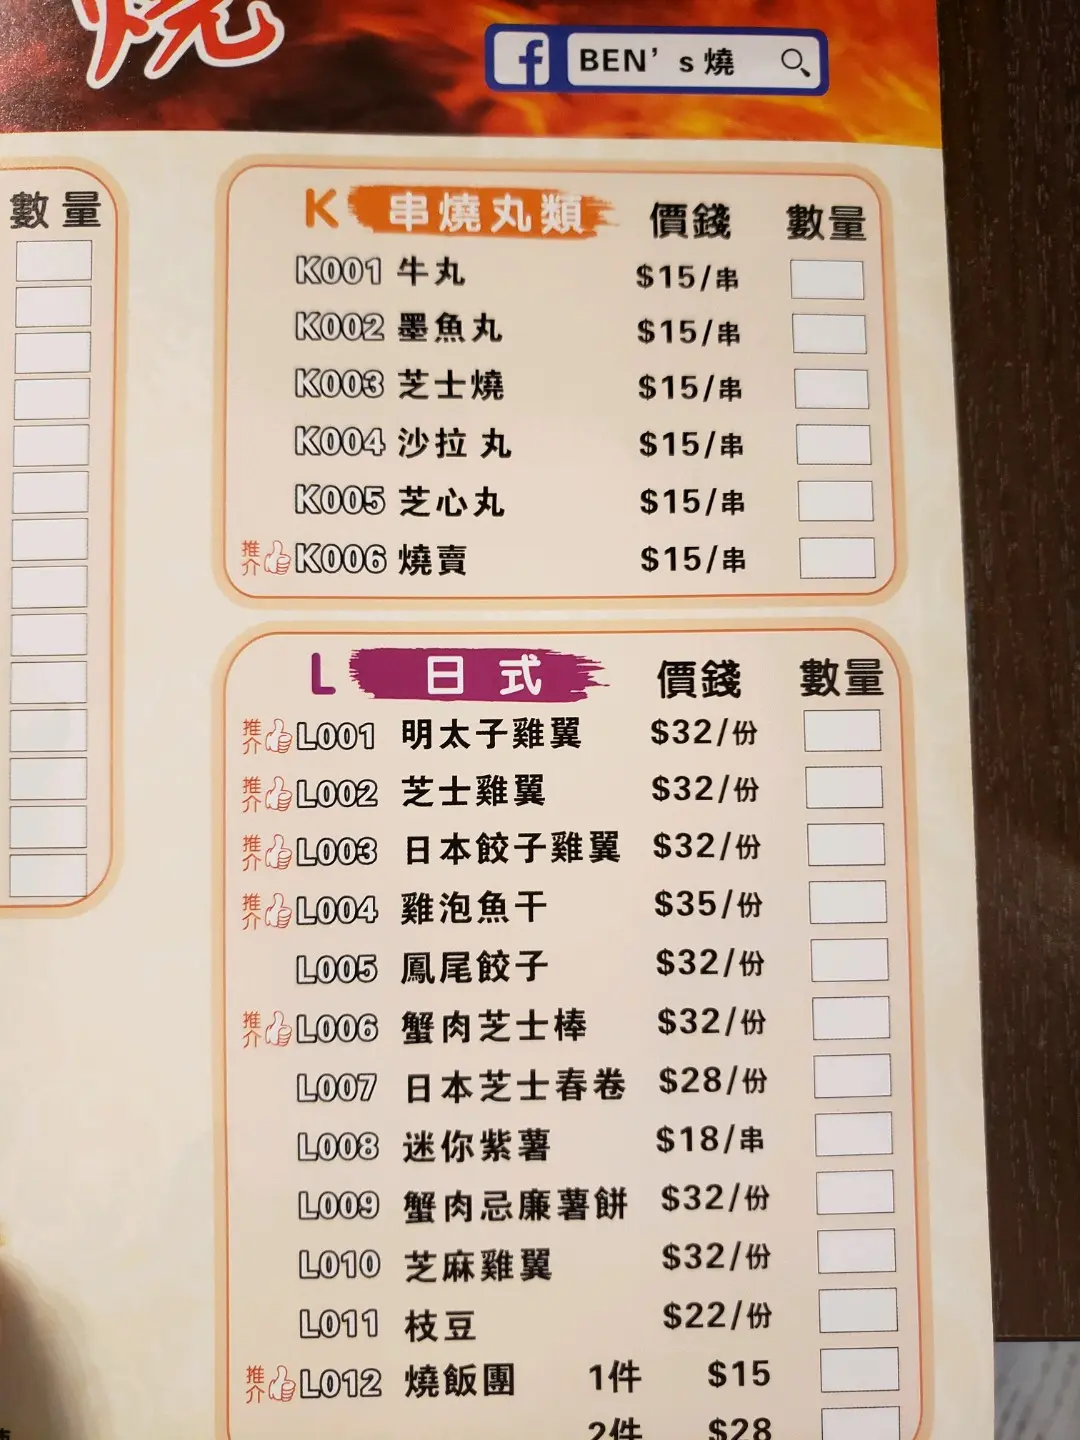 燒
BEN's燒
數量
K 串燒丸類 價錢 數量
K001 牛丸 $15/串
K002 墨魚丸 $15/串
K003 芝士燒 $15/串
K004 沙拉 丸 $15/串
K005 芝心丸 $15/串
推介 K006 燒賣 $15/串
L 日式 價錢 數量
推介 L001 明太子雞翼 $32/份
推介 L002 芝士雞翼 $32/份
推介 L003 日本餃子雞翼 $32/份
推介 L004 雞泡魚干 $35/份
L005 鳳尾餃子 $32/份
推介 L006 蟹肉芝士棒 $32/份
L007 日本芝士春卷 $28/份
L008 迷你紫薯 $18/串
L009 蟹肉忌廉薯餅 $32/份
L010 芝麻雞翼 $32/份
L011 枝豆 $22/份
推介 L012 燒飯團 1件 $15
2件 $28